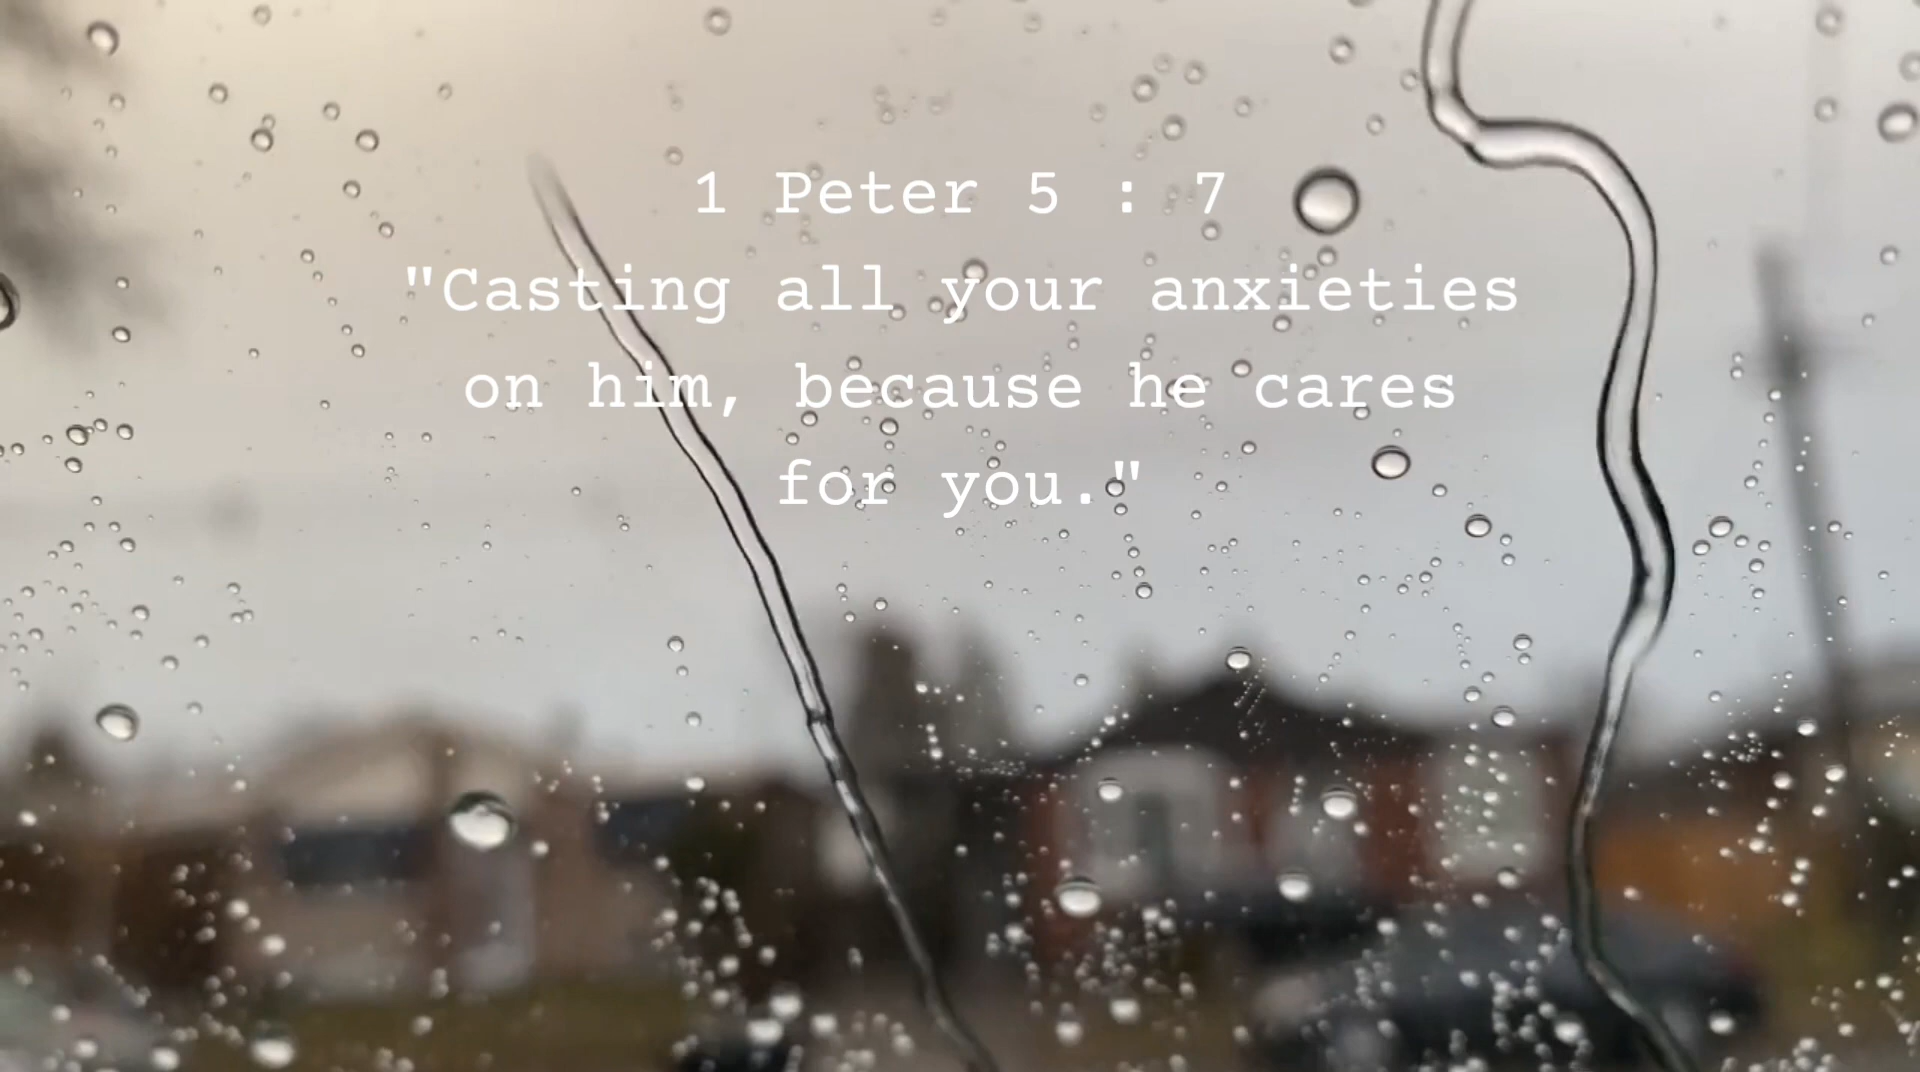 1 Peter 5 : 7
"Casting all your anxieties
on him, because he cares
for you."